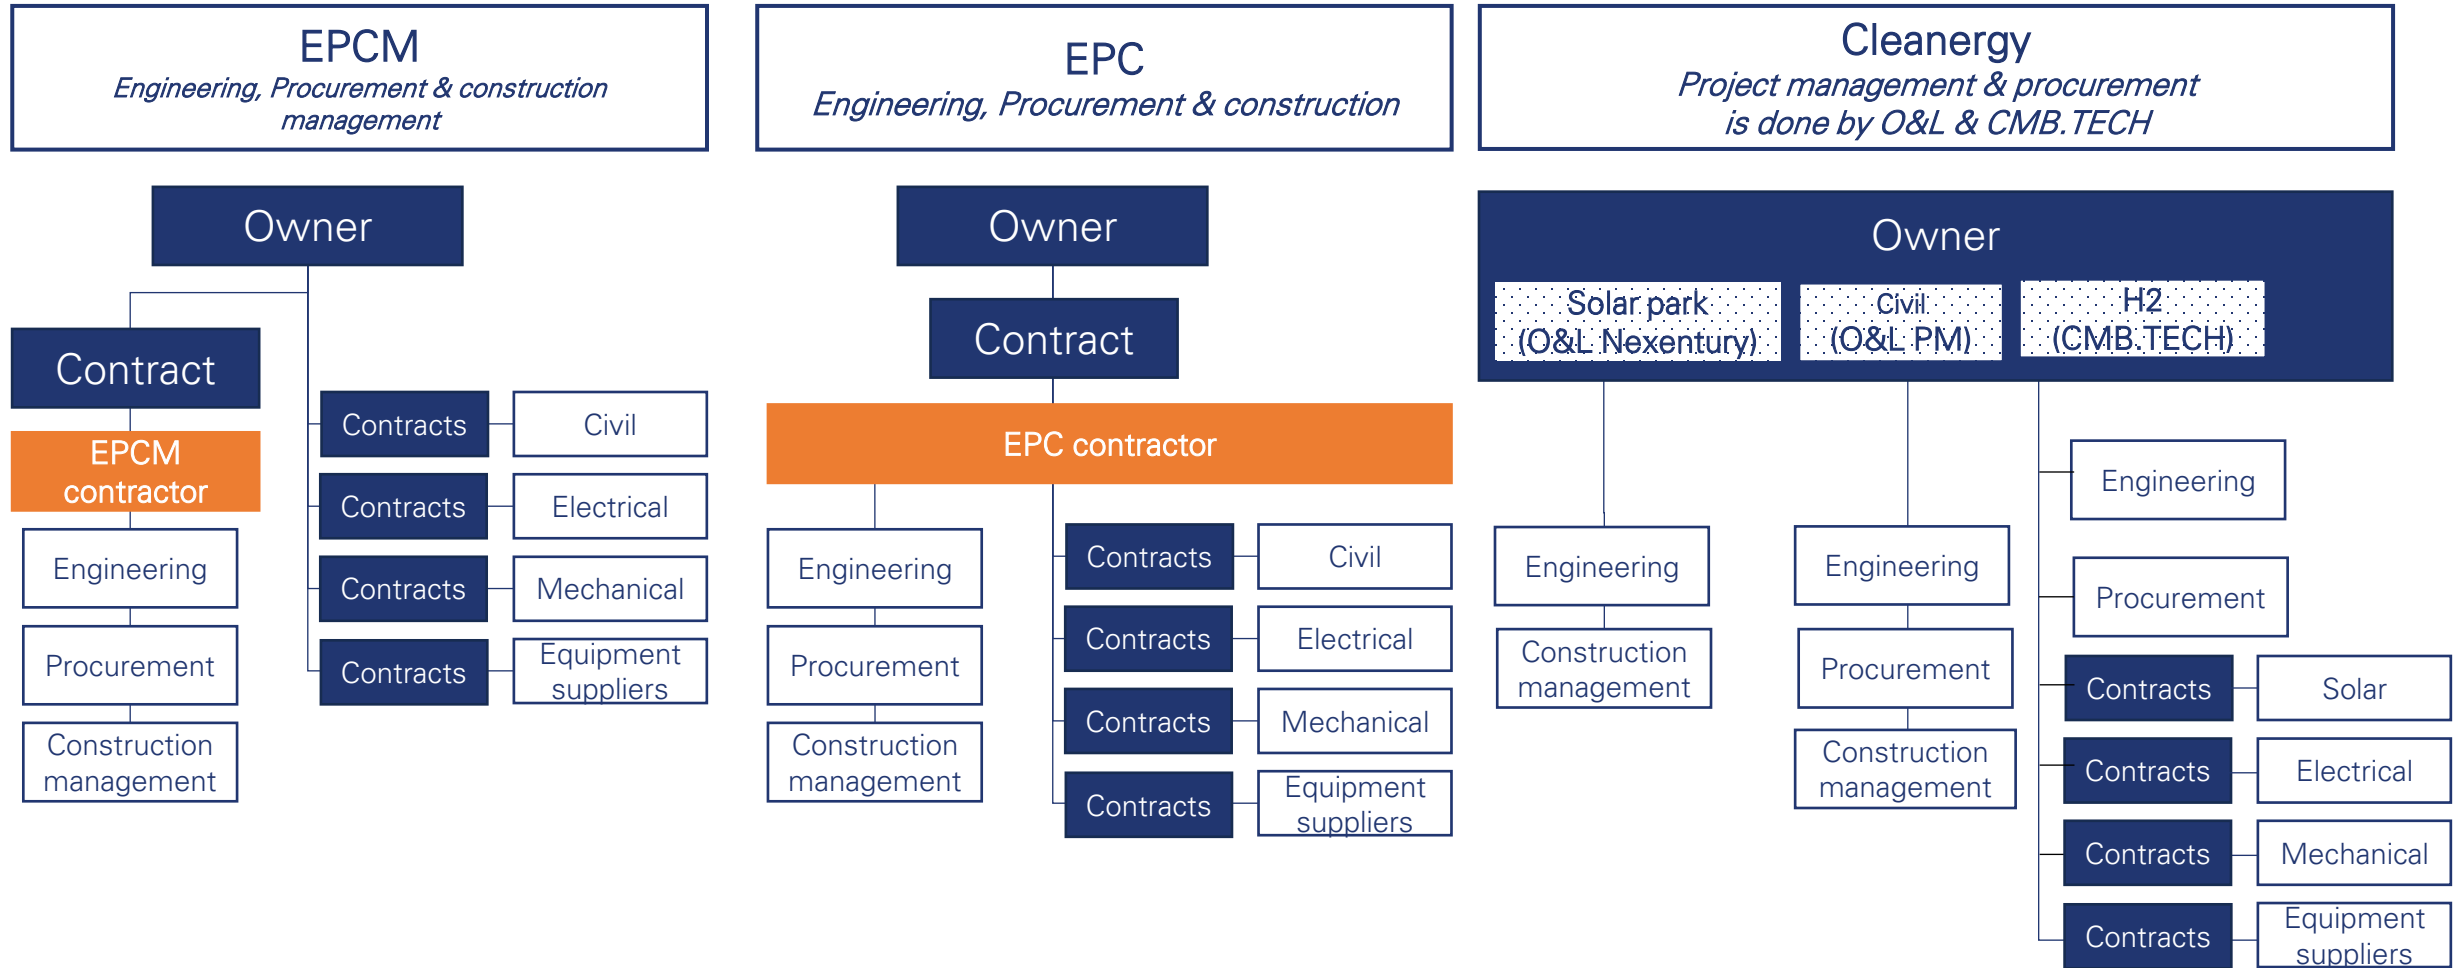 EPCM
Engineering, Procurement & construction
management
Owner
Contract
EPCM
contractor
Engineering
Procurement
Construction
management
Contracts
Civil
Contracts
Electrical
Contracts
Mechanical
Contracts
Equipment
suppliers
EPC
Engineering, Procurement & construction
Owner
Contract
EPC contractor
Engineering
Procurement
Construction
management
Contracts
Civil
Contracts
Electrical
Contracts
Mechanical
Contracts
Equipment
suppliers
Cleanergy
Project management & procurement
is done by O&L & CMB.TECH
Owner
Solar park
(O&L Nexentury)
Civil
(O&L PM)
H2
(CMB.TECH)
Engineering
Construction
management
Engineering
Procurement
Construction
management
Engineering
Procurement
Contracts
Solar
Contracts
Electrical
Contracts
Mechanical
Contracts
Equipment
suppliers